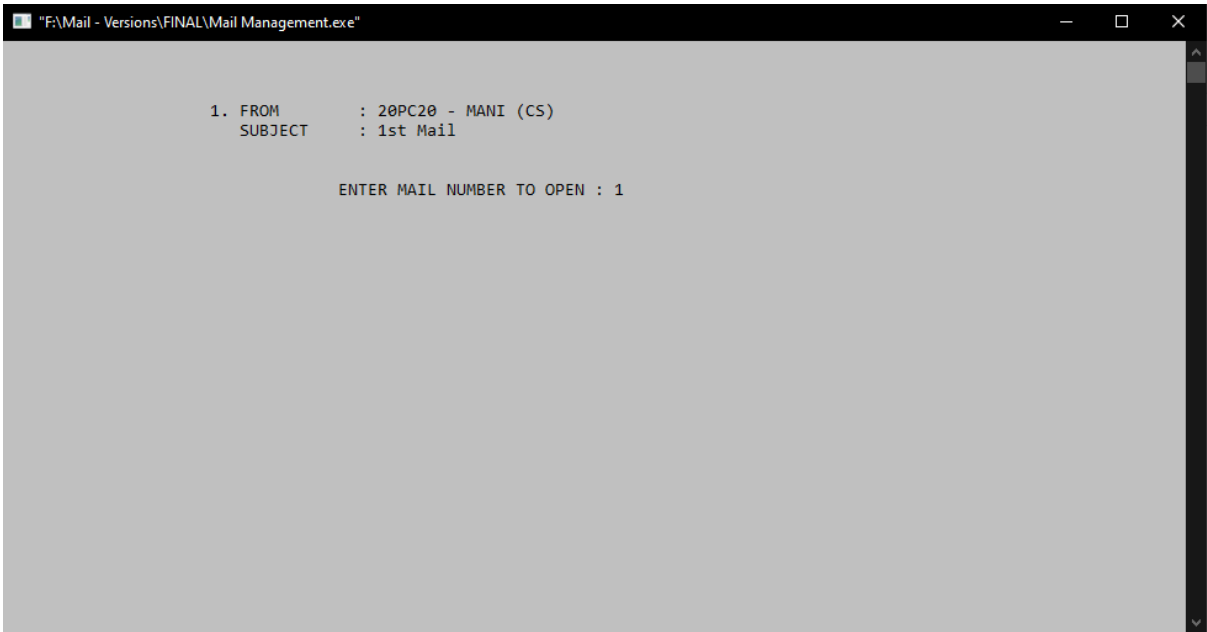 "F:\Mail - Versions\FINAL\Mail Management.exe"
1. FROM : 20PC20 - MANI (CS)
SUBJECT : 1st Mail
ENTER MAIL NUMBER TO OPEN : 1